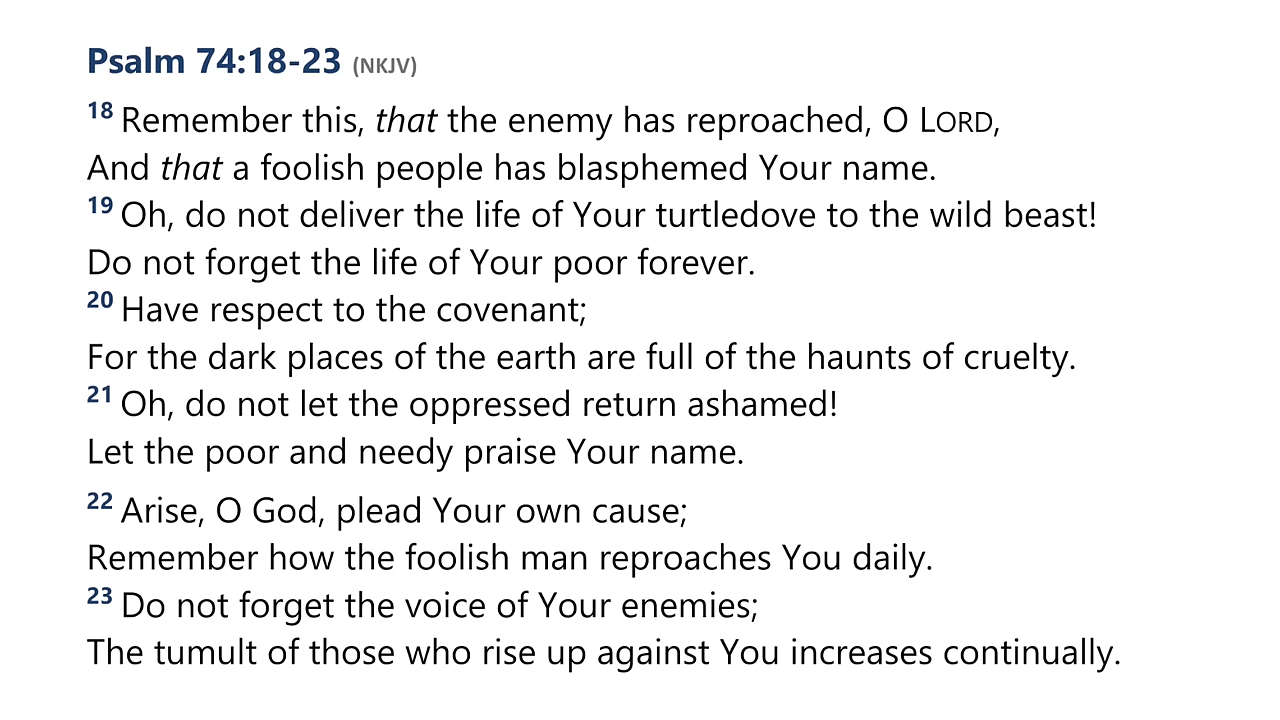 Psalm 74:18-23 (NKJV)
18 Remember this, that the enemy has reproached, O LORD,
And that a foolish people has blasphemed Your name.
19 Oh, do not deliver the life of Your turtledove to the wild beast!
Do not forget the life of Your poor forever.
20 Have respect to the covenant;
For the dark places of the earth are full of the haunts of cruelty.
21 Oh, do not let the oppressed return ashamed!
Let the poor and needy praise Your name.
22 Arise, O God, plead Your own cause;
Remember how the foolish man reproaches You daily.
23 Do not forget the voice of Your enemies;
The tumult of those who rise up against You increases continually.